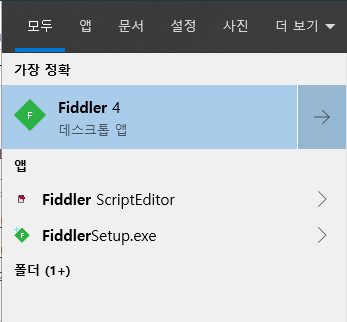 모두 앱 문서 설정 사진 더 보기
가장 정확
Fiddler 4
데스크톱 앱
앱
Fiddler ScriptEditor
FiddlerSetup.exe
폴더 (1+)